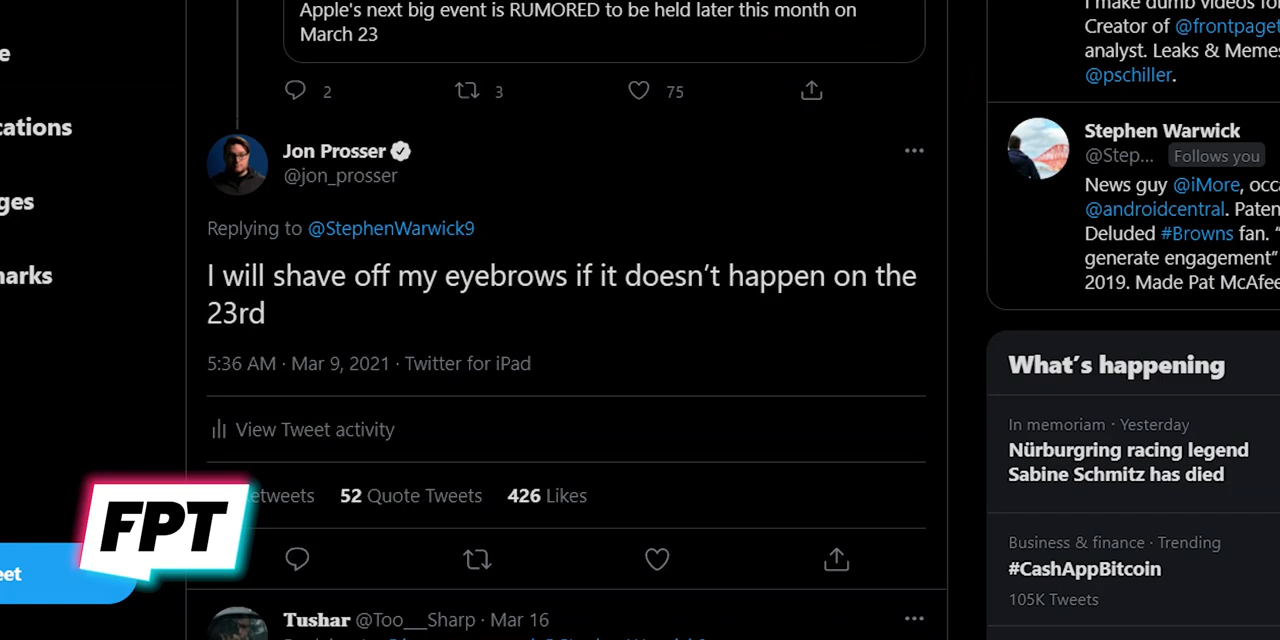 Apple's next big event is RUMORED to be held later this month on
March 23
2
3
75
Jon Prosser
@jon_prosser
Replying to @StephenWarwick9
I will shave off my eyebrows if it doesn't happen on the
23rd
5:36 AM · Mar 9, 2021 · Twitter for iPad
View Tweet activity
etweets 52 Quote Tweets 426 Likes
Tushar @Too__Sharp · Mar 16
e
cations
ges
narks
eet
FPT
I make dumb videos for
Creator of @frontpaget
analyst. Leaks & Memes
@pschiller.
Stephen Warwick
@Step... Follows you
News guy @iMore, occa
@androidcentral. Paten
Deluded #Browns fan. "
generate engagement"
2019. Made Pat McAfee
What's happening
In memoriam · Yesterday
Nürburgring racing legend
Sabine Schmitz has died
Business & finance · Trending
#CashAppBitcoin
105K Tweets